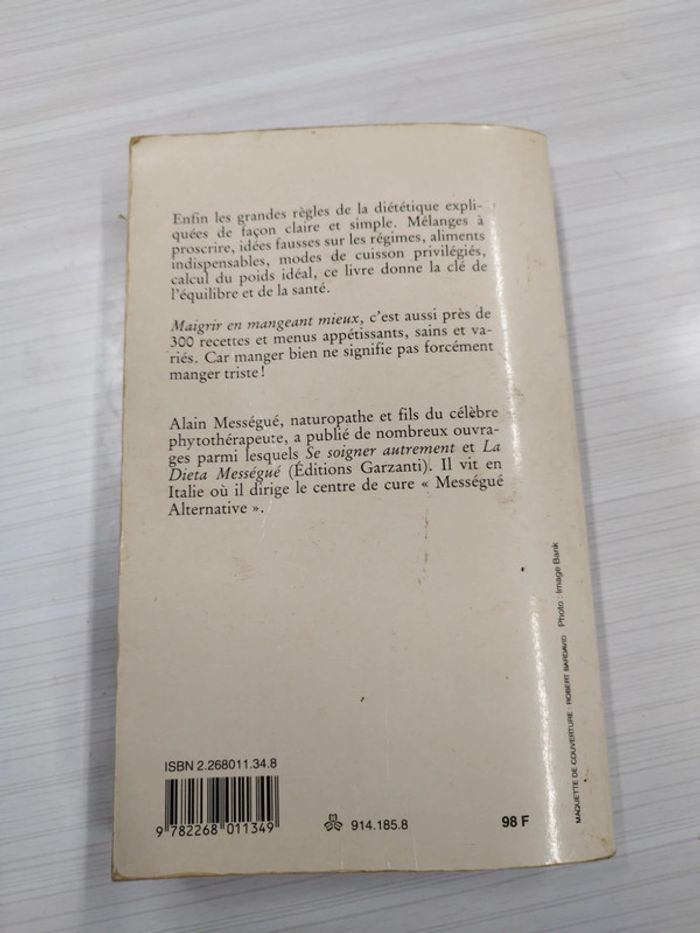 Enfin les grandes règles de la diététique expli-
quées de façon claire et simple. Mélanges à
proscrire, idées fausses sur les régimes, aliments
indispensables, modes de cuisson privilégiés,
calcul du poids idéal, ce livre donne la clé de
l'équilibre et de la santé.
Maigrir en mangeant mieux, c'est aussi près de
300 recettes et menus appétissants, sains et va-
riés. Car manger bien ne signifie pas forcément
manger triste !
AlainEsségué, naturopathe et fils du célèbre
phytothérapeute, a publié de nombreux ouvra-
ges parmi lesquels Se soigner autrement et La
Dieta Mességué (Éditions Garzanti). Il vit en
Italie où il dirige le centre de cure « Mességué
Alternative ».
MAQUETTE DE COUVERTURE : ROBERT BARDAVID Photo : Image Bank
ISBN 2.268011.34.8
9 782268 011349
914.185.8
98 F